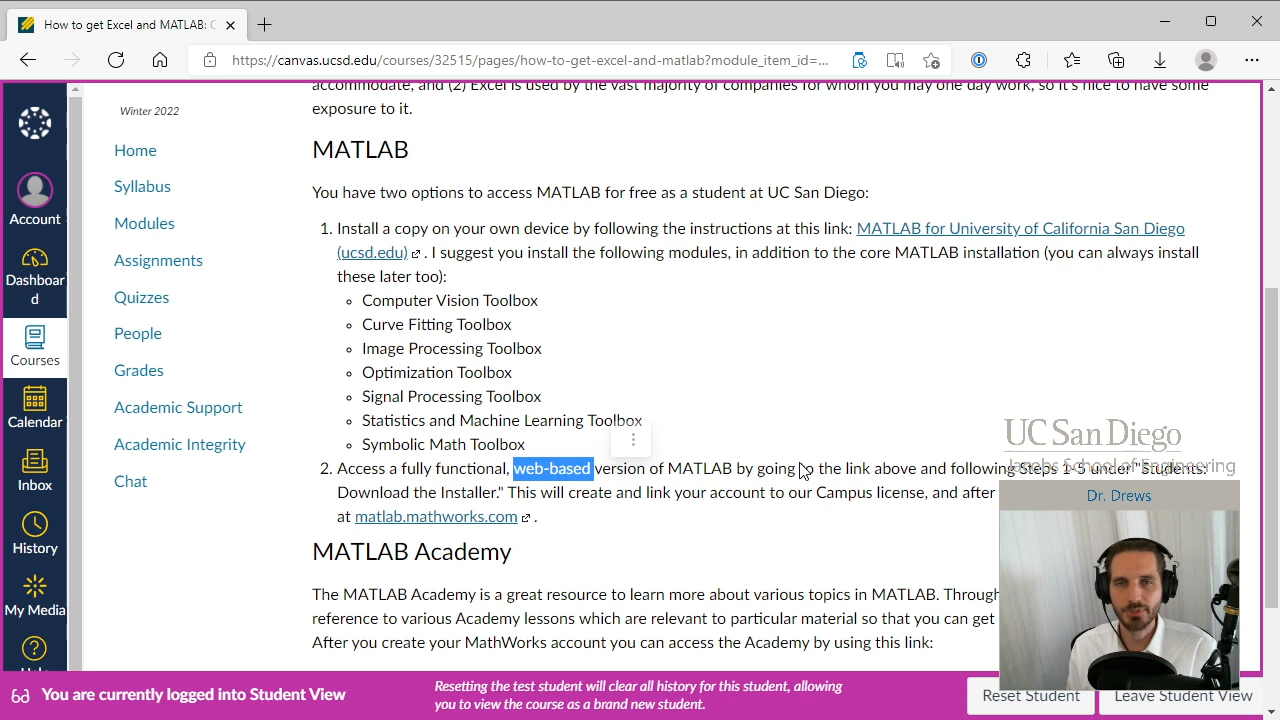 How to get Excel and MATLAB: C
https://canvas.ucsd.edu/courses/32515/pages/how-to-get-excel-and-matlab?module_item_id=...
Account
Dashboar
d
Courses
Calendar
Inbox
History
My Media
Help
Winter 2022
Home
Syllabus
Modules
Assignments
Quizzes
People
Grades
Academic Support
Academic Integrity
Chat
accommodate, and (2) Excel is used by the vast majority of companies for whom you may one day work, so it's nice to have some
exposure to it.
MATLAB
You have two options to access MATLAB for free as a student at UC San Diego:
1. Install a copy on your own device by following the instructions at this link: MATLAB for University of California San Diego
(ucsd.edu) . I suggest you install the following modules, in addition to the core MATLAB installation (you can always install
these later too):
Computer Vision Toolbox
Curve Fitting Toolbox
Image Processing Toolbox
Optimization Toolbox
Signal Processing Toolbox
Statistics and Machine Learning Toolbox
Symbolic Math Toolbox
2. Access a fully functional, web-based version of MATLAB by going to the link above and following Steps 1-3 under "Students:
Download the Installer." This will create and link your account to our Campus license, and after
at matlab.mathworks.com .
MATLAB Academy
The MATLAB Academy is a great resource to learn more about various topics in MATLAB. Through
reference to various Academy lessons which are relevant to particular material so that you can get
After you create your MathWorks account you can access the Academy by using this link:
UC San Diego
Jacobs School of Engineering
Dr. Drews
You are currently logged into Student View
Resetting the test student will clear all history for this student, allowing
you to view the course as a brand new student.
Reset Student
Leave Student View